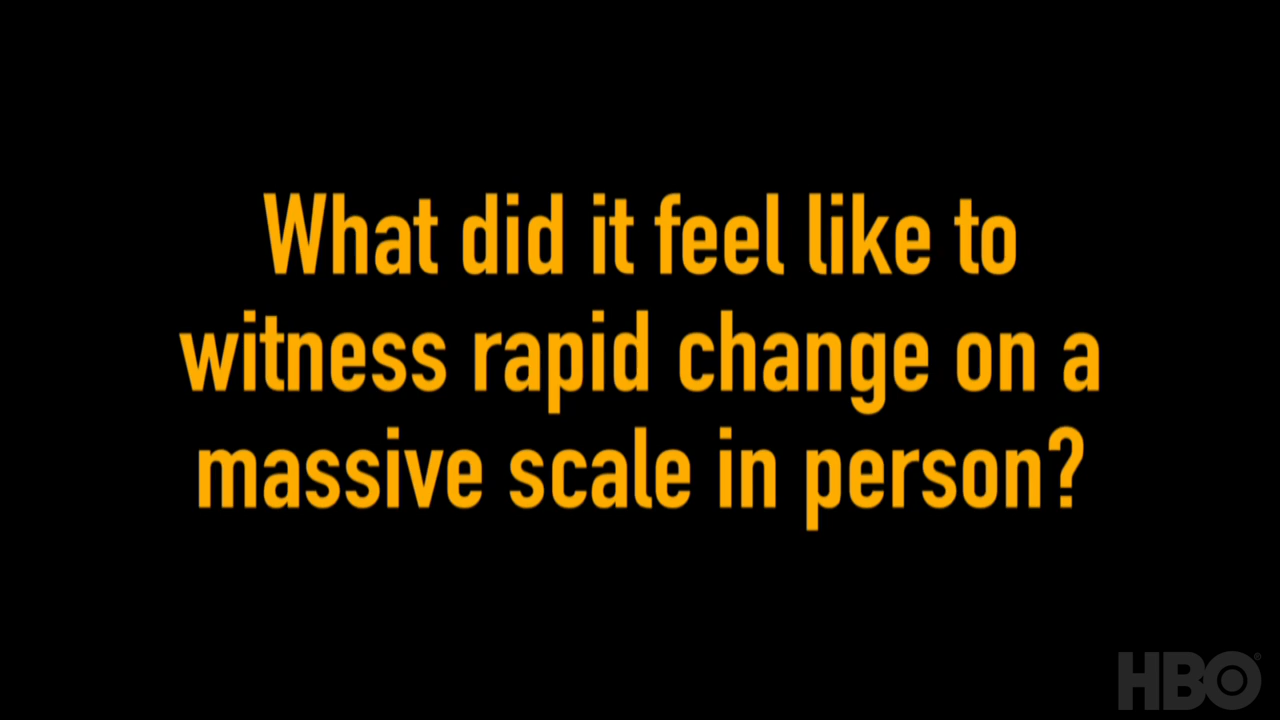 What did it feel like to
witness rapid change on a
massive scale in person?
HBO®